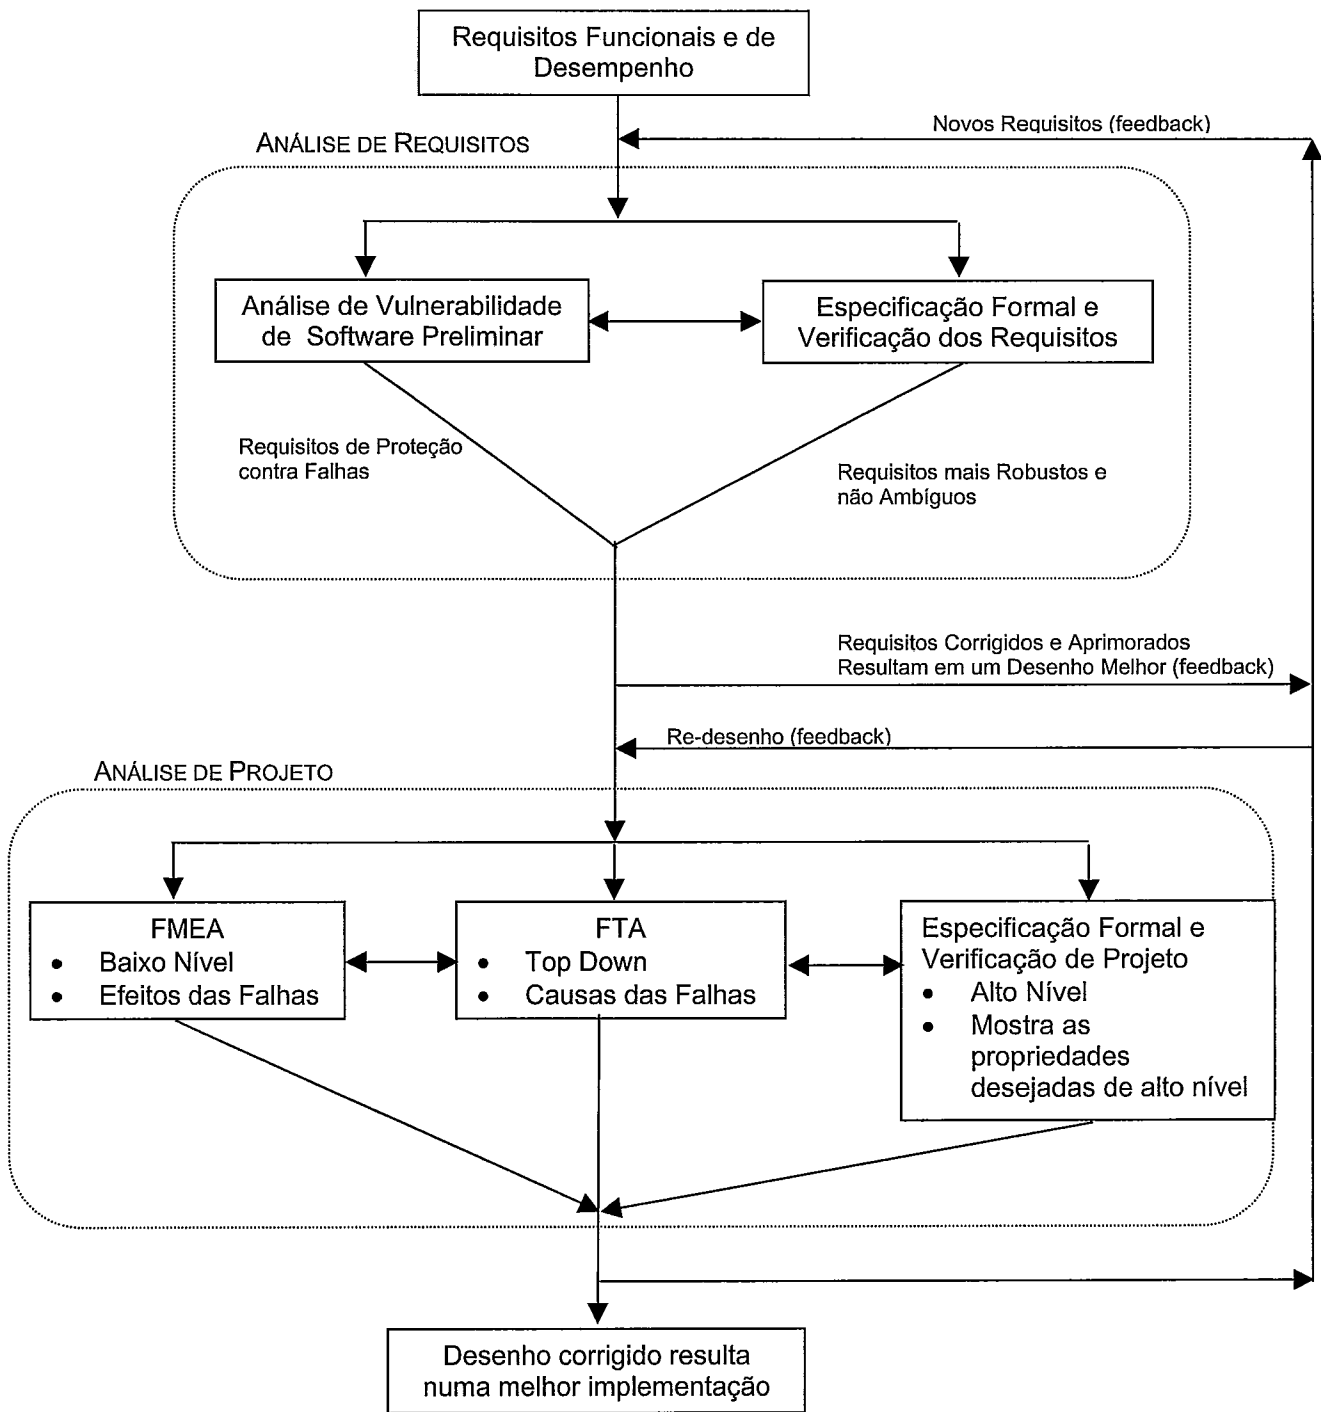 Requisitos Funcionais e de
Desempenho
Novos Requisitos (feedback)
ANÁLISE DE REQUISITOS
Análise de Vulnerabilidade
de Software Preliminar
Especificação Formal e
Verificação dos Requisitos
Requisitos de Proteção
contra Falhas
Requisitos mais Robustos e
não Ambíguos
Requisitos Corrigidos e Aprimorados
Resultam em um Desenho Melhor (feedback)
Re-desenho (feedback)
ANÁLISE DE PROJETO
FMEA
• Baixo Nível
• Efeitos das Falhas
FTA
• Top Down
• Causas das Falhas
Especificação Formal e
Verificação de Projeto
• Alto Nível
• Mostra as
propriedades
desejadas de alto nível
Desenho corrigido resulta
numa melhor implementação